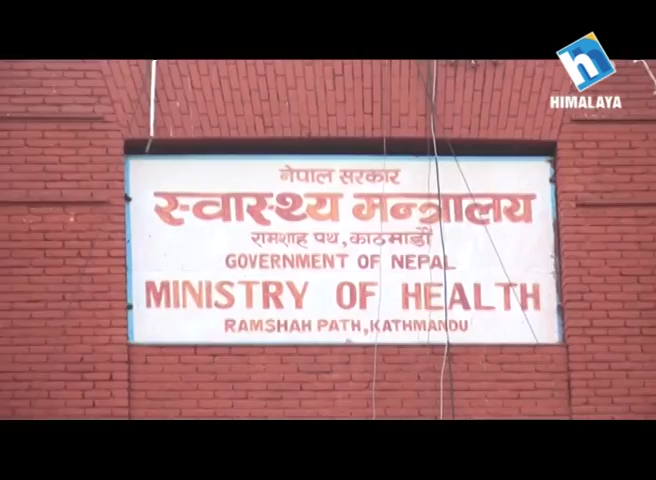 HIMALAYA
नेपाल सरकार
स्वास्थ्य मन्त्रालय
रामशाह पथ,काठमाडौं
GOVERNMENT OF NEPAL
MINISTRY OF HEALTH
RAMSHAH PATH,KATHMANDU